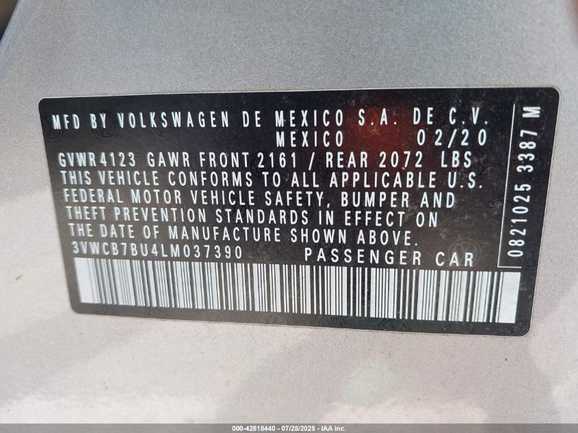 MFD BY VOLKSWAGEN DE MEXICO S.A. DE C.V.
MEXICO 02/20
GVWR4123 GAWR FRONT 2161 / REAR 2072 LBS
THIS VEHICLE CONFORMS TO ALL APPLICABLE U.S.
FEDERAL MOTOR VEHICLE SAFETY, BUMPER AND
THEFT PREVENTION STANDARDS IN EFFECT ON
THE DATE OF MANUFACTURE SHOWN ABOVE.
3VWCB7BU4LM037390 PASSENGER CAR
0821025 3387 M
000-42818440 - 07/25/2025 - IAA Inc.